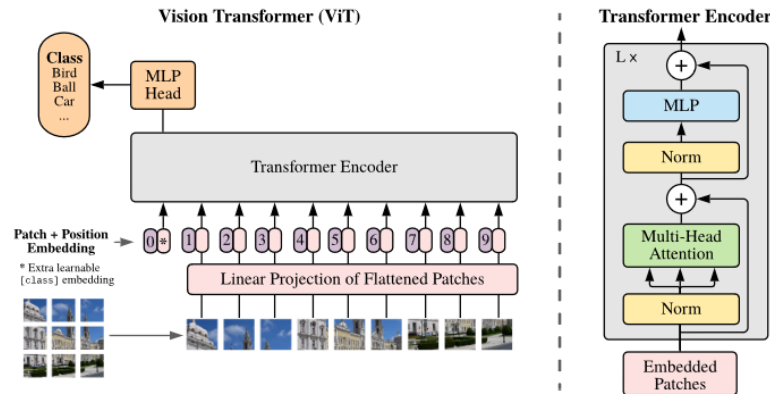 Vision Transformer (ViT)
Class
Bird
Ball
Car
...
MLP
Head
Transformer Encoder
Patch + Position
Embedding
0 * 1 2 3 4 5 6 7 8 9
* Extra learnable
[class] embedding
Linear Projection of Flattened Patches
Transformer Encoder
L ×
+
MLP
Norm
+
Multi-Head
Attention
Norm
Embedded
Patches